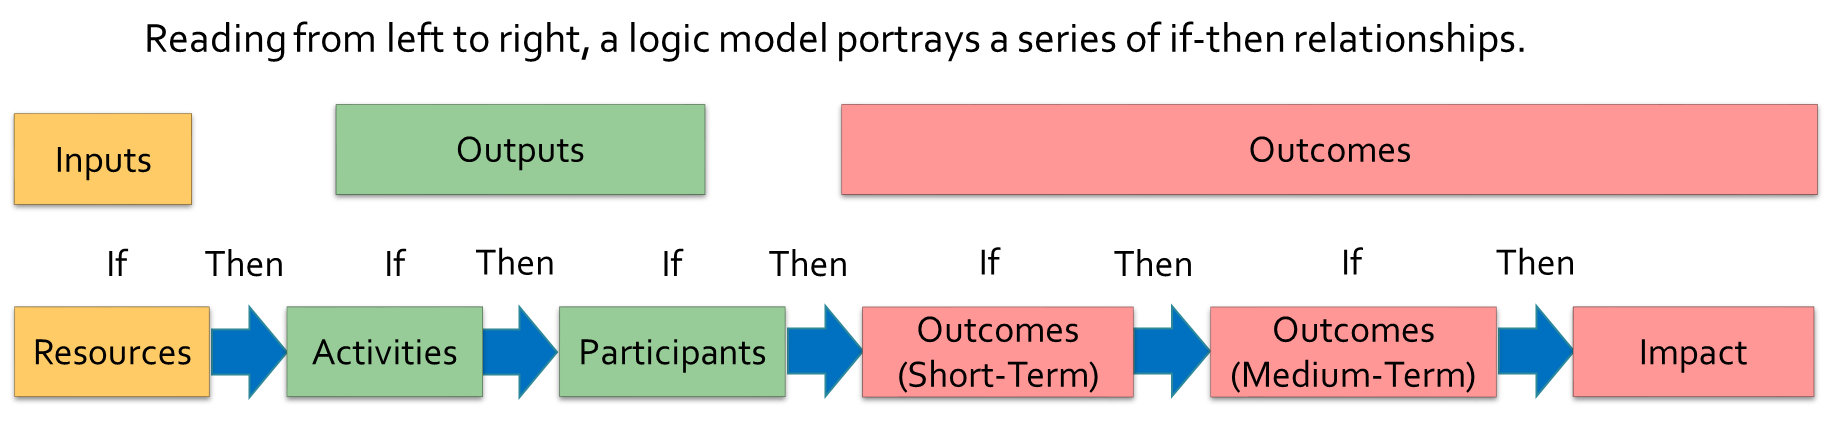 Reading from left to right, a logic model portrays a series of if-then relationships.
Inputs
Outputs
Outcomes
If
Then
If
Then
If
Then
If
Then
If
Then
Resources
Activities
Participants
Outcomes
(Short-Term)
Outcomes
(Medium-Term)
Impact